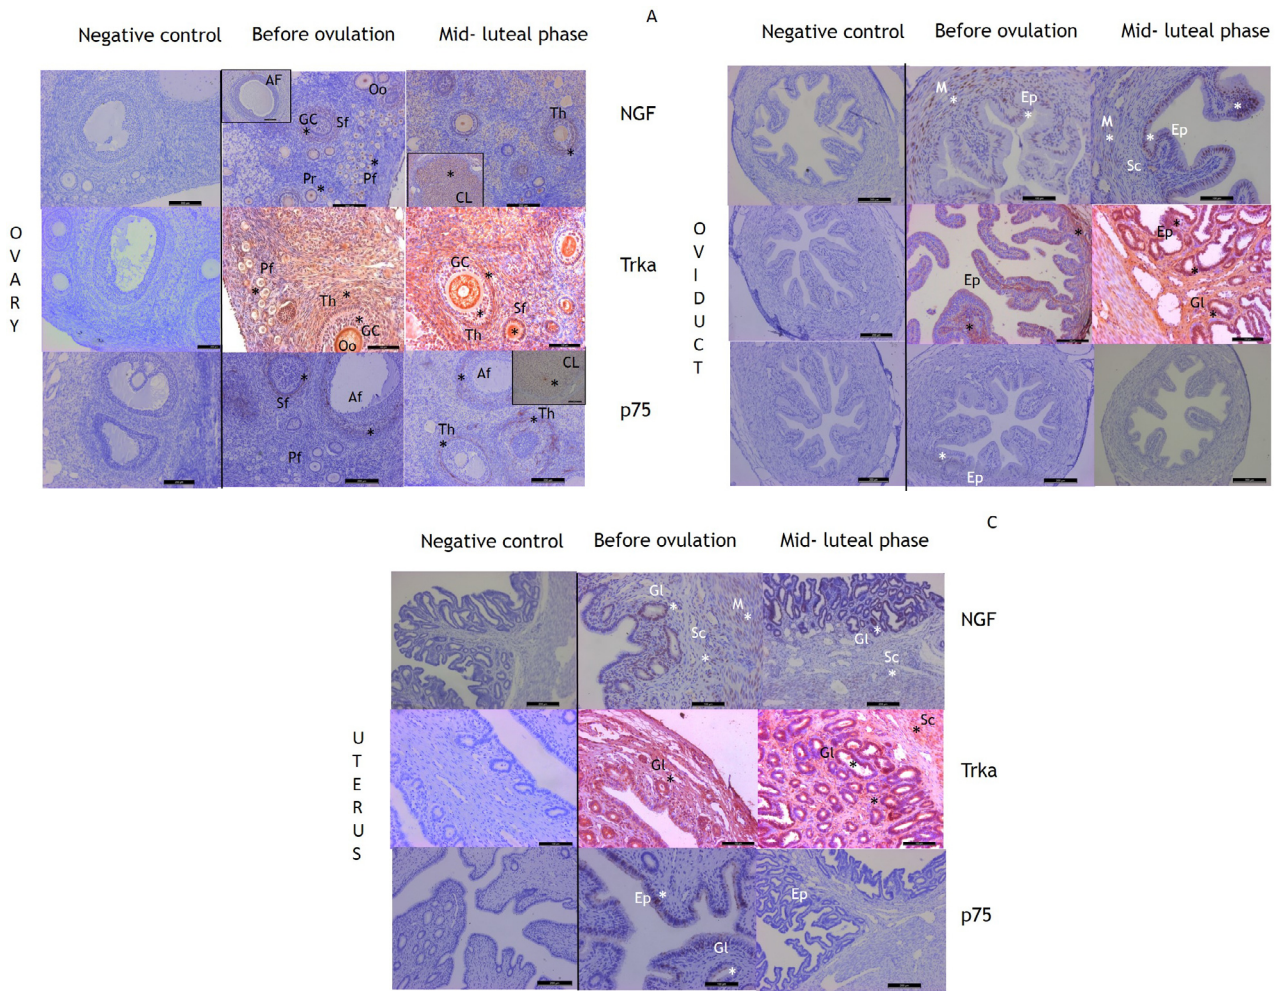 A
Negative control Before ovulation Mid- luteal phase
AF
Oo
GC
Sf
*
*
Pr
*
Pf
Th
*
*
CL
NGF
OVARY
Pf
*
Th
*
*
GC
Oo
GC
*
*
Th
Sf
*
Trka
*
Sf
Af
*
Pf
Af
*
CL
*
Th
*
Th
*
p75
Negative control Before ovulation Mid- luteal phase
M
*
Ep
*
M
*
Ep
*
*
Sc
OVIDUCT
*
Ep
*
Ep
*
*
Gl
*
*
Ep
C
Negative control Before ovulation Mid- luteal phase
Gl
*
M
*
Sc
*
*
Gl
Sc
*
NGF
UTERUS
Gl
*
Sc
*
Gl
*
*
Trka
Ep
*
Gl
*
Ep
p75